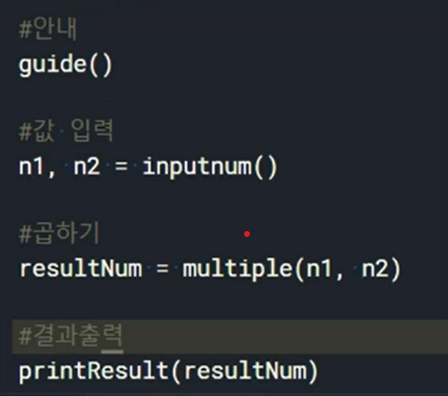 #안내
guide()
#값 입력
n1, n2 = inputnum()
#곱하기
resultNum = multiple(n1, n2)
#결과출력
printResult(resultNum)